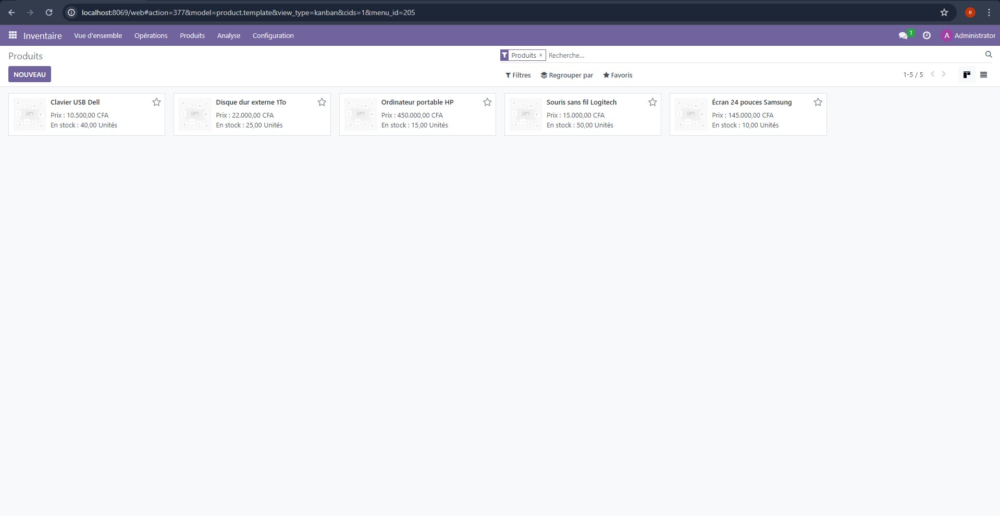 localhost:8069/web#action=377&model=product.template&view_type=kanban&cids=1&menu_id=205
e
Inventaire Vue d'ensemble Opérations Produits Analyse Configuration 1 A Administrator
Produits
Produits × Recherche...
NOUVEAU
Filtres Regrouper par Favoris 1-5 / 5
Clavier USB Dell
Prix : 10.500,00 CFA
En stock : 40,00 Unités
Disque dur externe 1To
Prix : 22.000,00 CFA
En stock : 25,00 Unités
Ordinateur portable HP
Prix : 450.000,00 CFA
En stock : 15,00 Unités
Souris sans fil Logitech
Prix : 15.000,00 CFA
En stock : 50,00 Unités
Écran 24 pouces Samsung
Prix : 145.000,00 CFA
En stock : 10,00 Unités